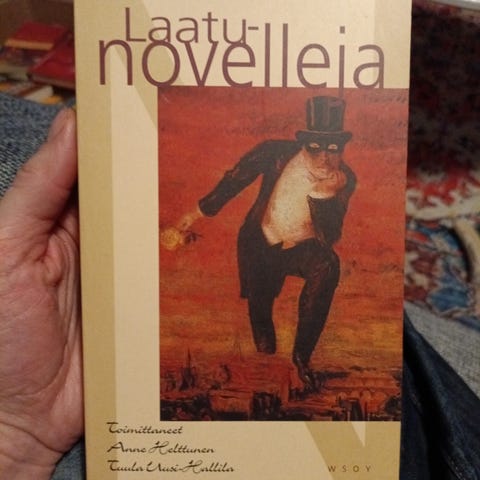 Laatu-
novelleja
Toimittaneet
Anne Helttunen
Tuula Uusi-Hallila
WSOY